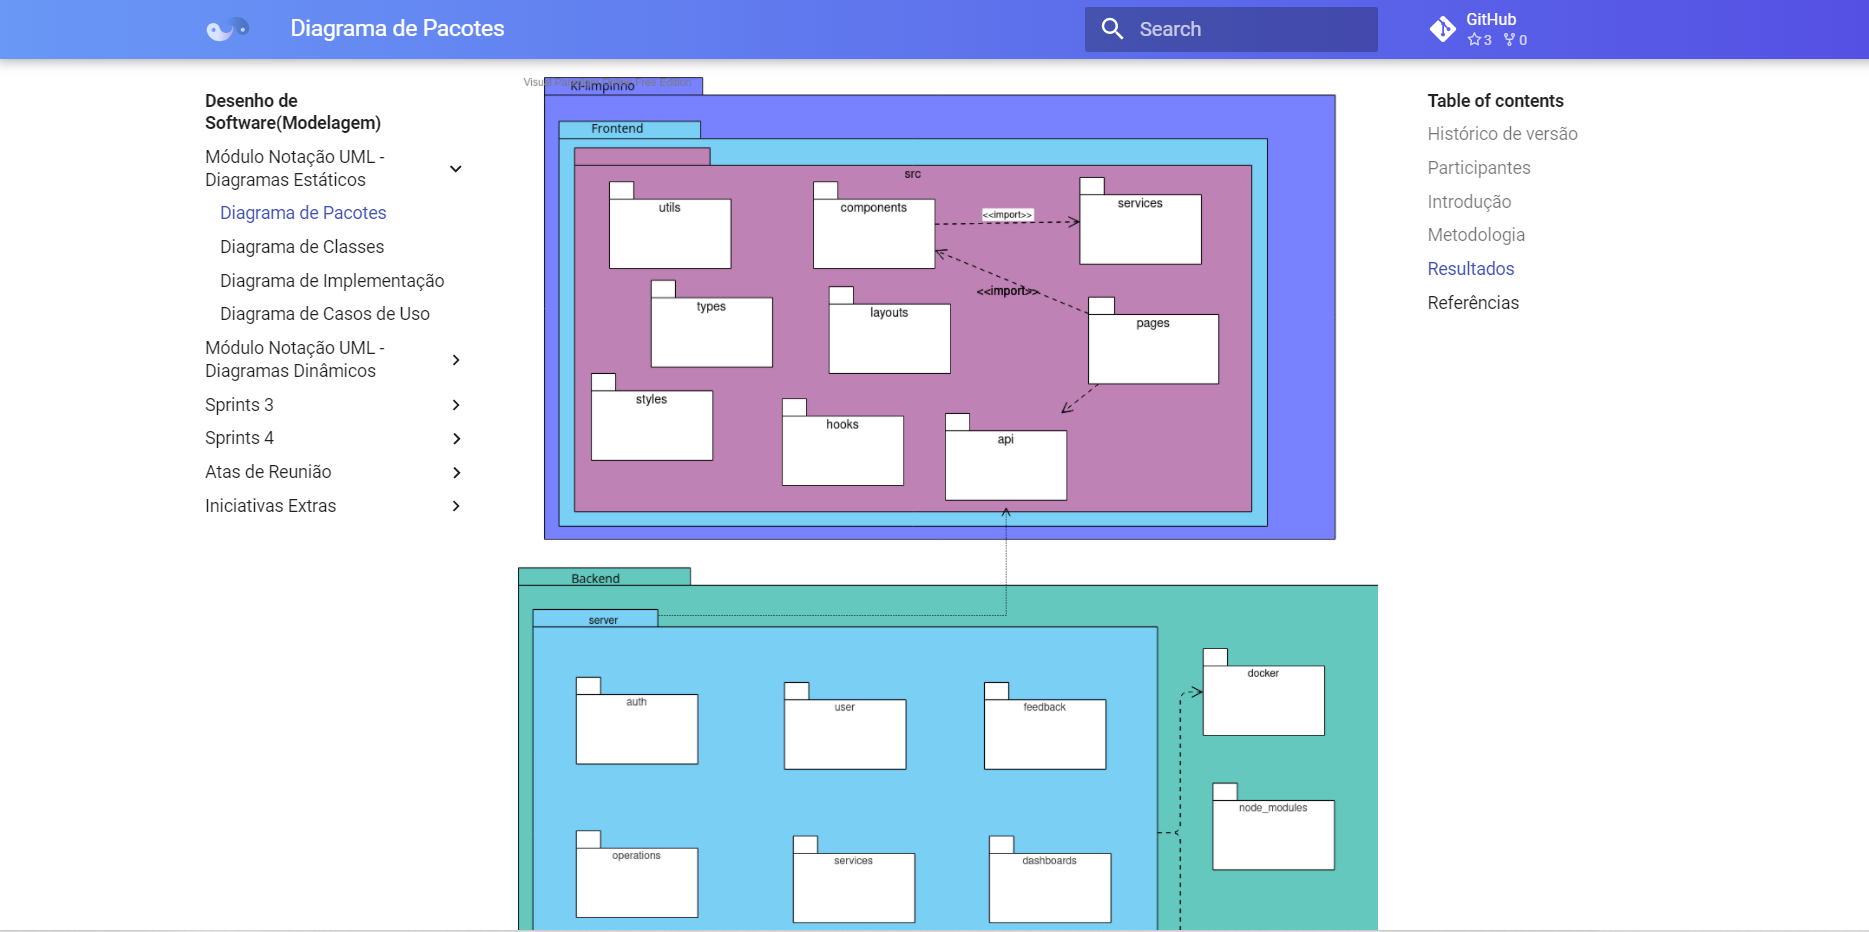 Diagrama de Pacotes
Search
GitHub
3 0
Desenho de
Software(Modelagem)
Módulo Notação UML -
Diagramas Estáticos
Diagrama de Pacotes
Diagrama de Classes
Diagrama de Implementação
Diagrama de Casos de Uso
Módulo Notação UML -
Diagramas Dinâmicos
Sprints 3
Sprints 4
Atas de Reunião
Iniciativas Extras
Ki-limpinho
Frontend
src
utils
components
<<import>>
services
types
layouts
<<import>>
pages
styles
hooks
api
Backend
server
auth
user
feedback
docker
node_modules
operations
services
dashboards
Table of contents
Histórico de versão
Participantes
Introdução
Metodologia
Resultados
Referências